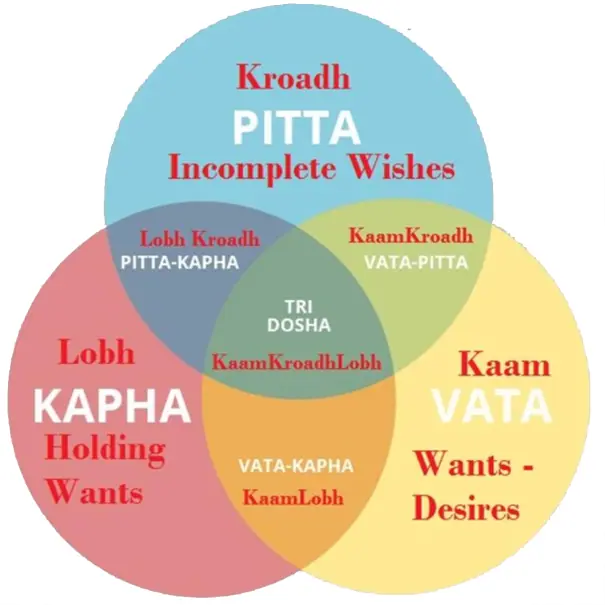 Kroadh
PITTA
Incomplete Wishes
Lobh Kroadh
PITTA-KAPHA
KaamKroadh
VATA-PITTA
TRI
DOSHA
KaamKroadhLobh
Lobh
KAPHA
Holding
Wants
Kaam
VATA
Wants -
Desires
VATA-KAPHA
KaamLobh